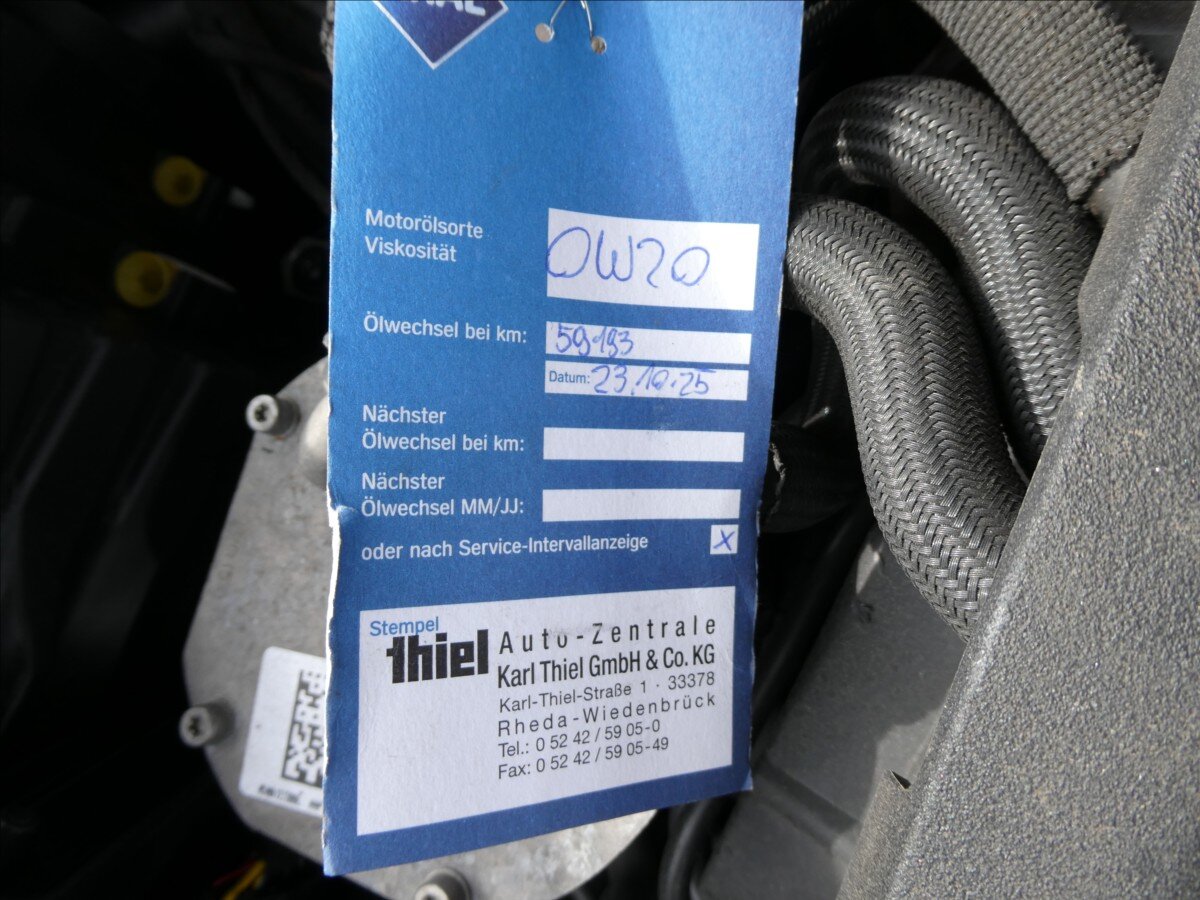 Motorölsorte
Viskosität
0W20
Ölwechsel bei km:
59.193
Datum: 23.10.25
Nächster
Ölwechsel bei km:
Nächster
Ölwechsel MM/JJ:
oder nach Service-Intervallanzeige X
Stempel
thiel
Auto-Zentrale
Karl Thiel GmbH & Co. KG
Karl-Thiel-Straße 1 · 33378
Rheda-Wiedenbrück
Tel.: 0 52 42 / 59 05-0
Fax: 0 52 42 / 59 05-49